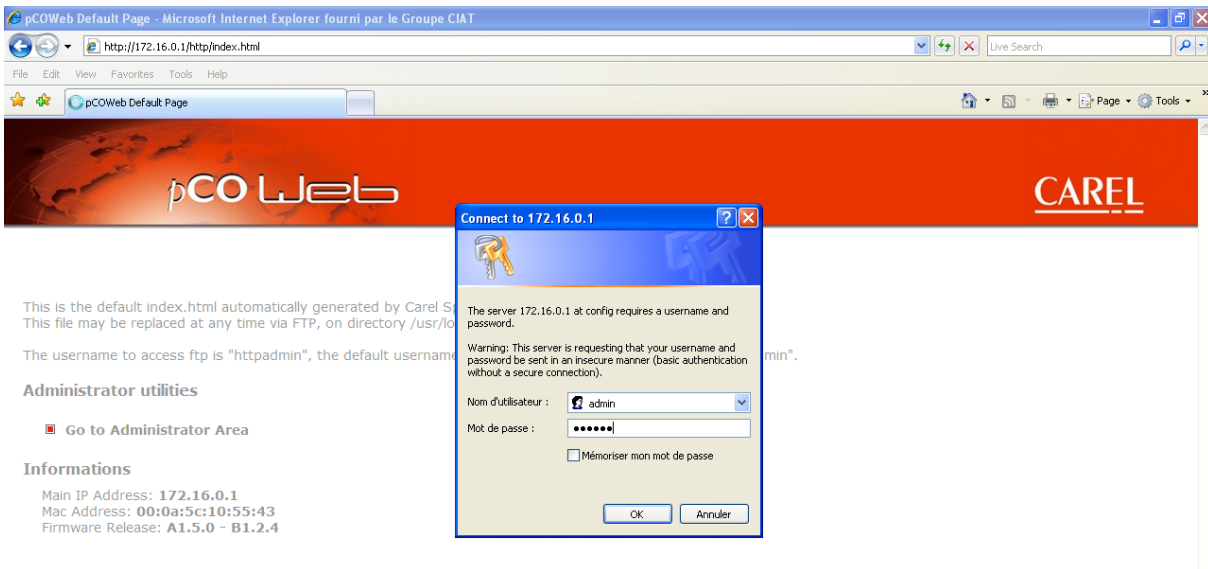 pCOWeb Default Page - Microsoft Internet Explorer fourni par le Groupe CIAT
http://172.16.0.1/http/index.html
Live Search
File Edit View Favorites Tools Help
pCOWeb Default Page
Page Tools »
pCO Web
CAREL
Connect to 172.16.0.1
This is the default index.html automatically generated by Carel S
This file may be replaced at any time via FTP, on directory /usr/lo
The username to access ftp is "httpadmin", the default username
min".
The server 172.16.0.1 at config requires a username and
password.
Warning: This server is requesting that your username and
password be sent in an insecure manner (basic authentication
without a secure connection).
Nom d'utilisateur : admin
Mot de passe : ●●●●●●
Mémoriser mon mot de passe
OK Annuler
Administrator utilities
Go to Administrator Area
Informations
Main IP Address: 172.16.0.1
Mac Address: 00:0a:5c:10:55:43
Firmware Release: A1.5.0 - B1.2.4